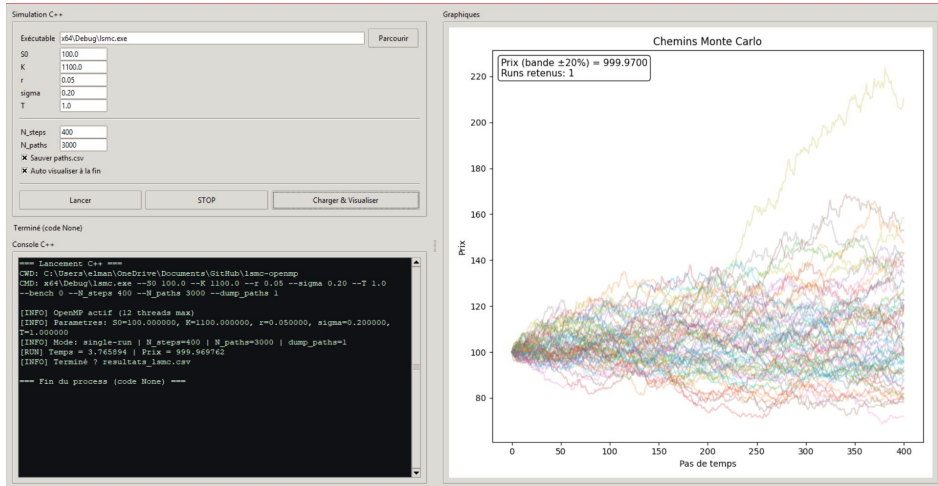 Simulation C++
Exécutable x64\Debug\lsmc.exe Parcourir
S0 100.0
K 1100.0
r 0.05
sigma 0.20
T 1.0
N_steps 400
N_paths 3000
Sauver paths.csv
Auto visualiser à la fin
Lancer STOP Charger & Visualiser
Terminé (code None)
Console C++
=== Lancement C++ ===
CWD: C:\Users\elman\OneDrive\Documents\GitHub\lsmc-openmp
CMD: x64\Debug\lsmc.exe --S0 100.0 --K 1100.0 --r 0.05 --sigma 0.20 --T 1.0
--bench 0 --N_steps 400 --N_paths 3000 --dump_paths 1
[INFO] OpenMP actif (12 threads max)
[INFO] Parametres: S0=100.000000, K=1100.000000, r=0.050000, sigma=0.200000,
T=1.000000
[INFO] Mode: single-run | N_steps=400 | N_paths=3000 | dump_paths=1
[RUN] Temps = 3.765894 | Prix = 999.969762
[INFO] Terminé ? resultats_lsmc.csv
=== Fin du process (code None) ===
Graphiques
Chemins Monte Carlo
Prix (bande ±20%) = 999.9700
Runs retenus: 1
Prix
220
200
180
160
140
120
100
80
0 50 100 150 200 250 300 350 400
Pas de temps